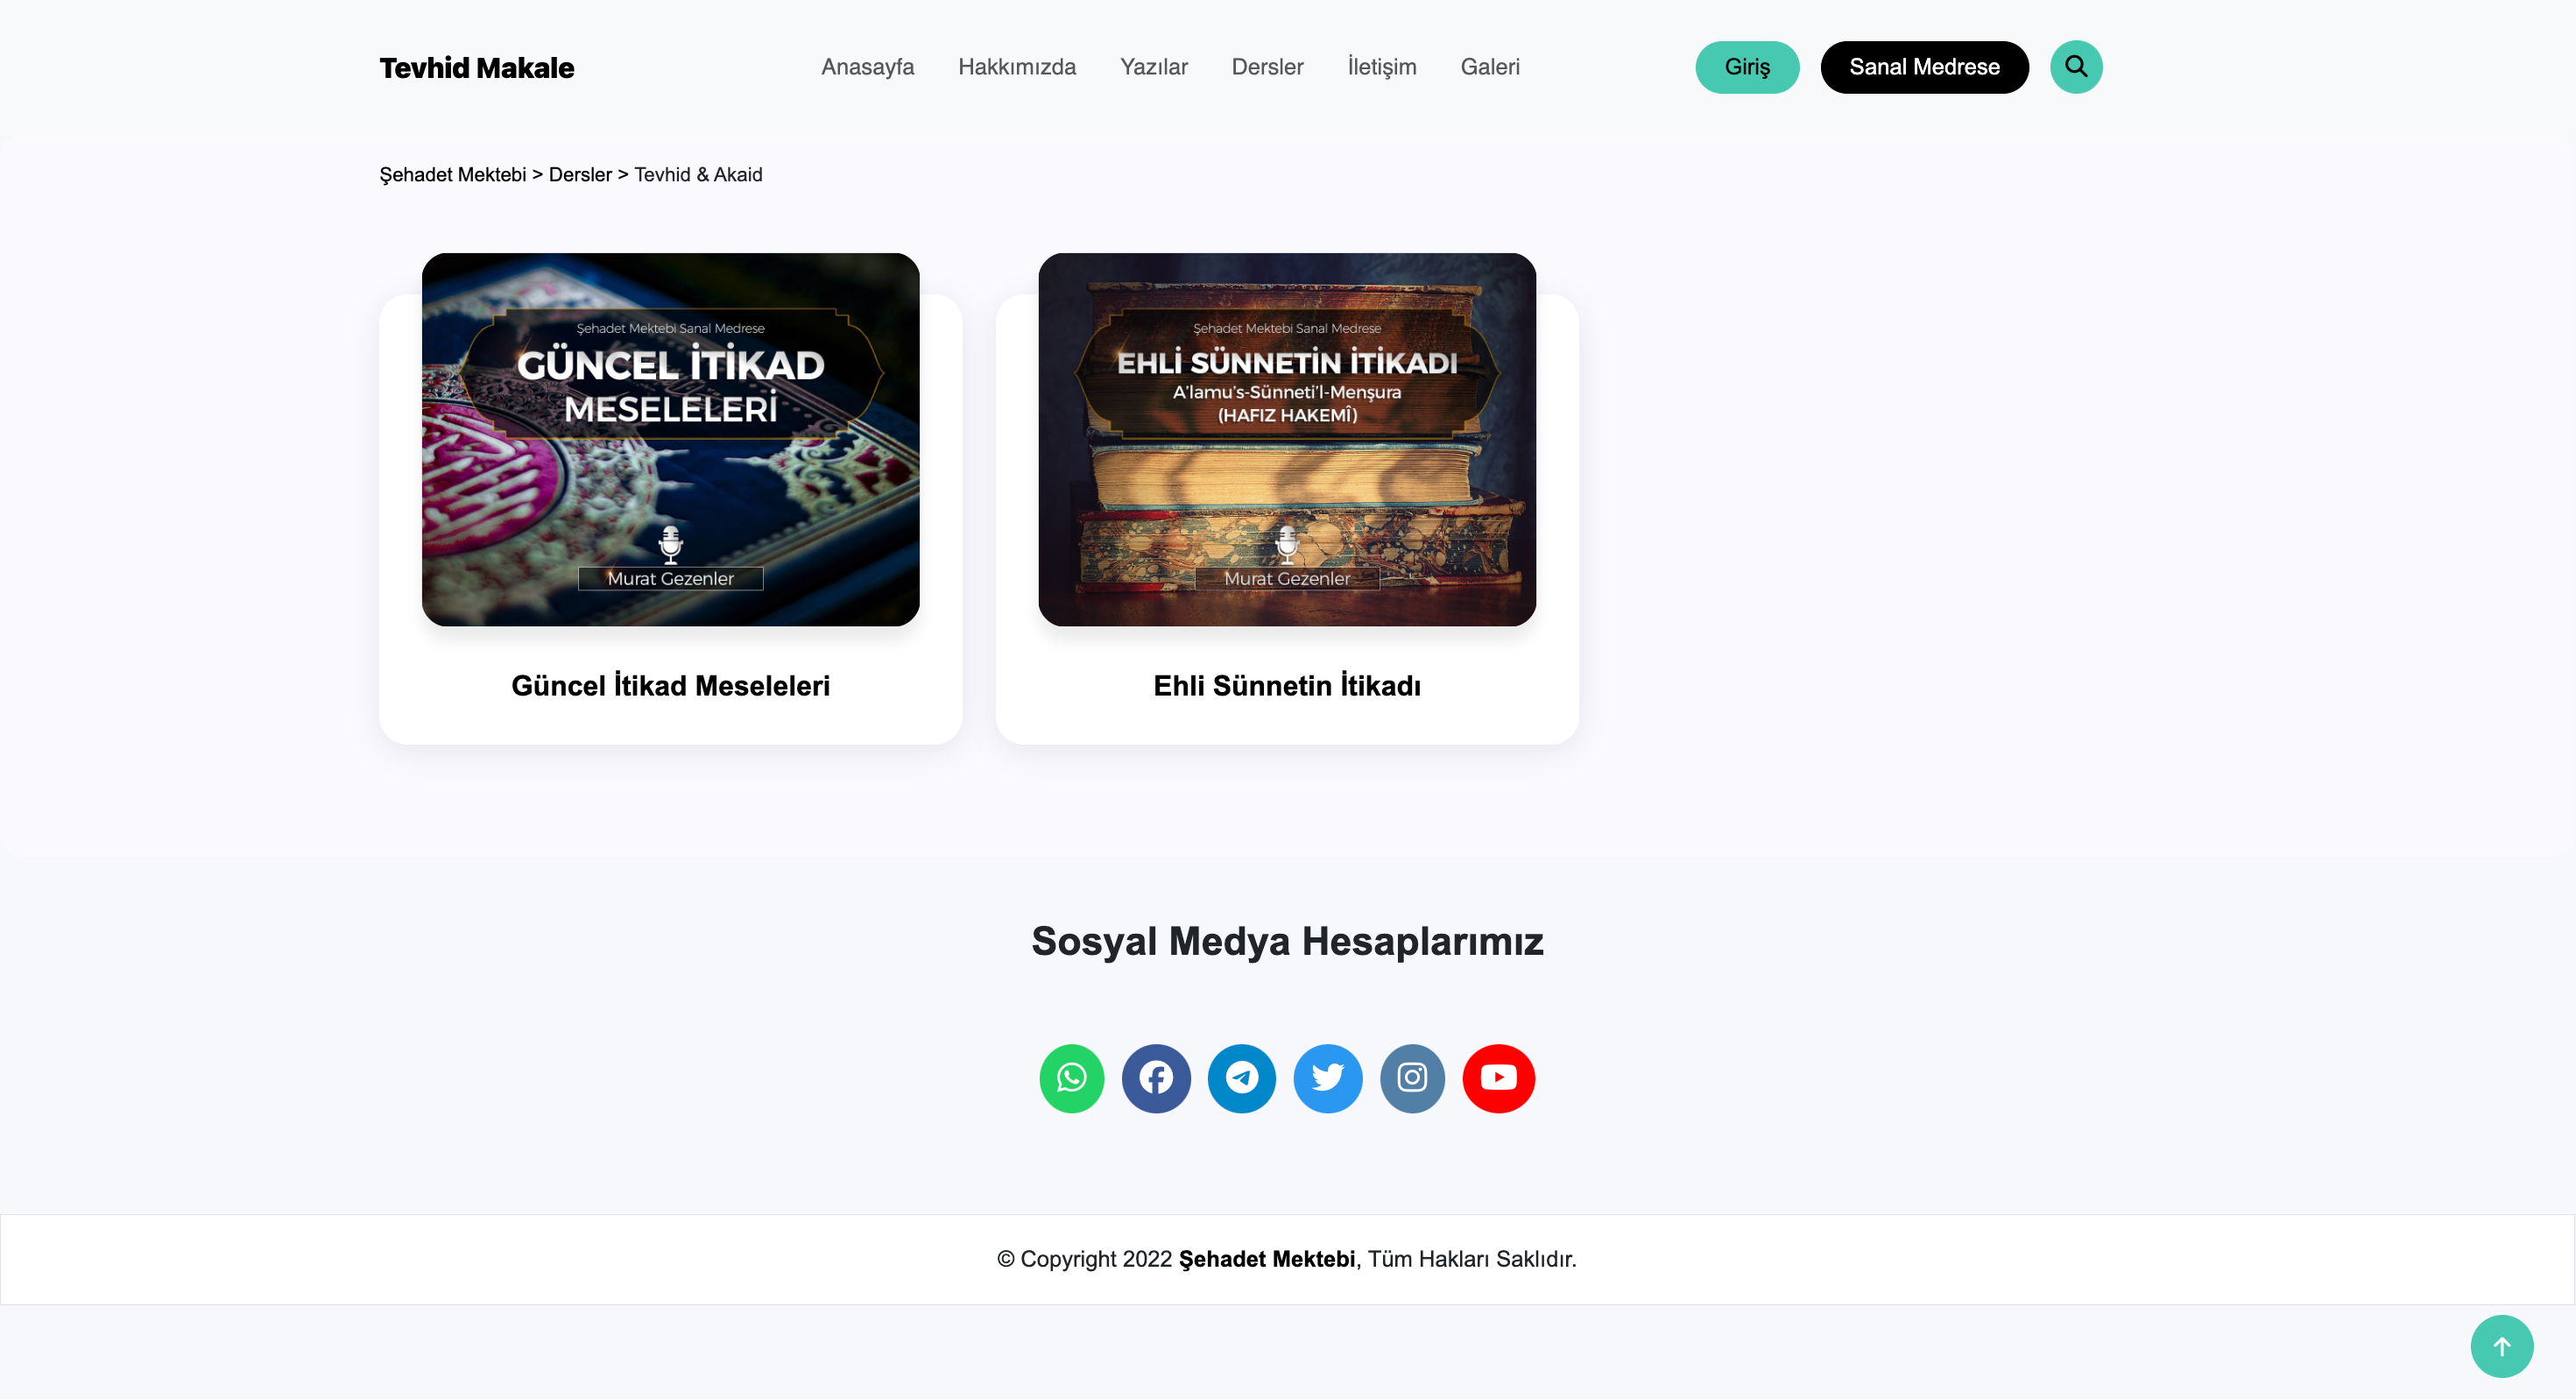 Tevhid Makale
Anasayfa Hakkımızda Yazılar Dersler İletişim Galeri
Giriş Sanal Medrese
Şehadet Mektebi > Dersler > Tevhid & Akaid
Şehadet Mektebi Sanal Medrese
GÜNCEL İTİKAD
MESELELERİ
Murat Gezenler
Güncel İtikad Meseleleri
Şehadet Mektebi Sanal Medrese
EHLİ SÜNNETİN İTİKADI
A'lamu's-Sünneti'l-Menşura
(HAFIZ HAKEMÎ)
Murat Gezenler
Ehli Sünnetin İtikadı
Sosyal Medya Hesaplarımız
© Copyright 2022 Şehadet Mektebi, Tüm Hakları Saklıdır.